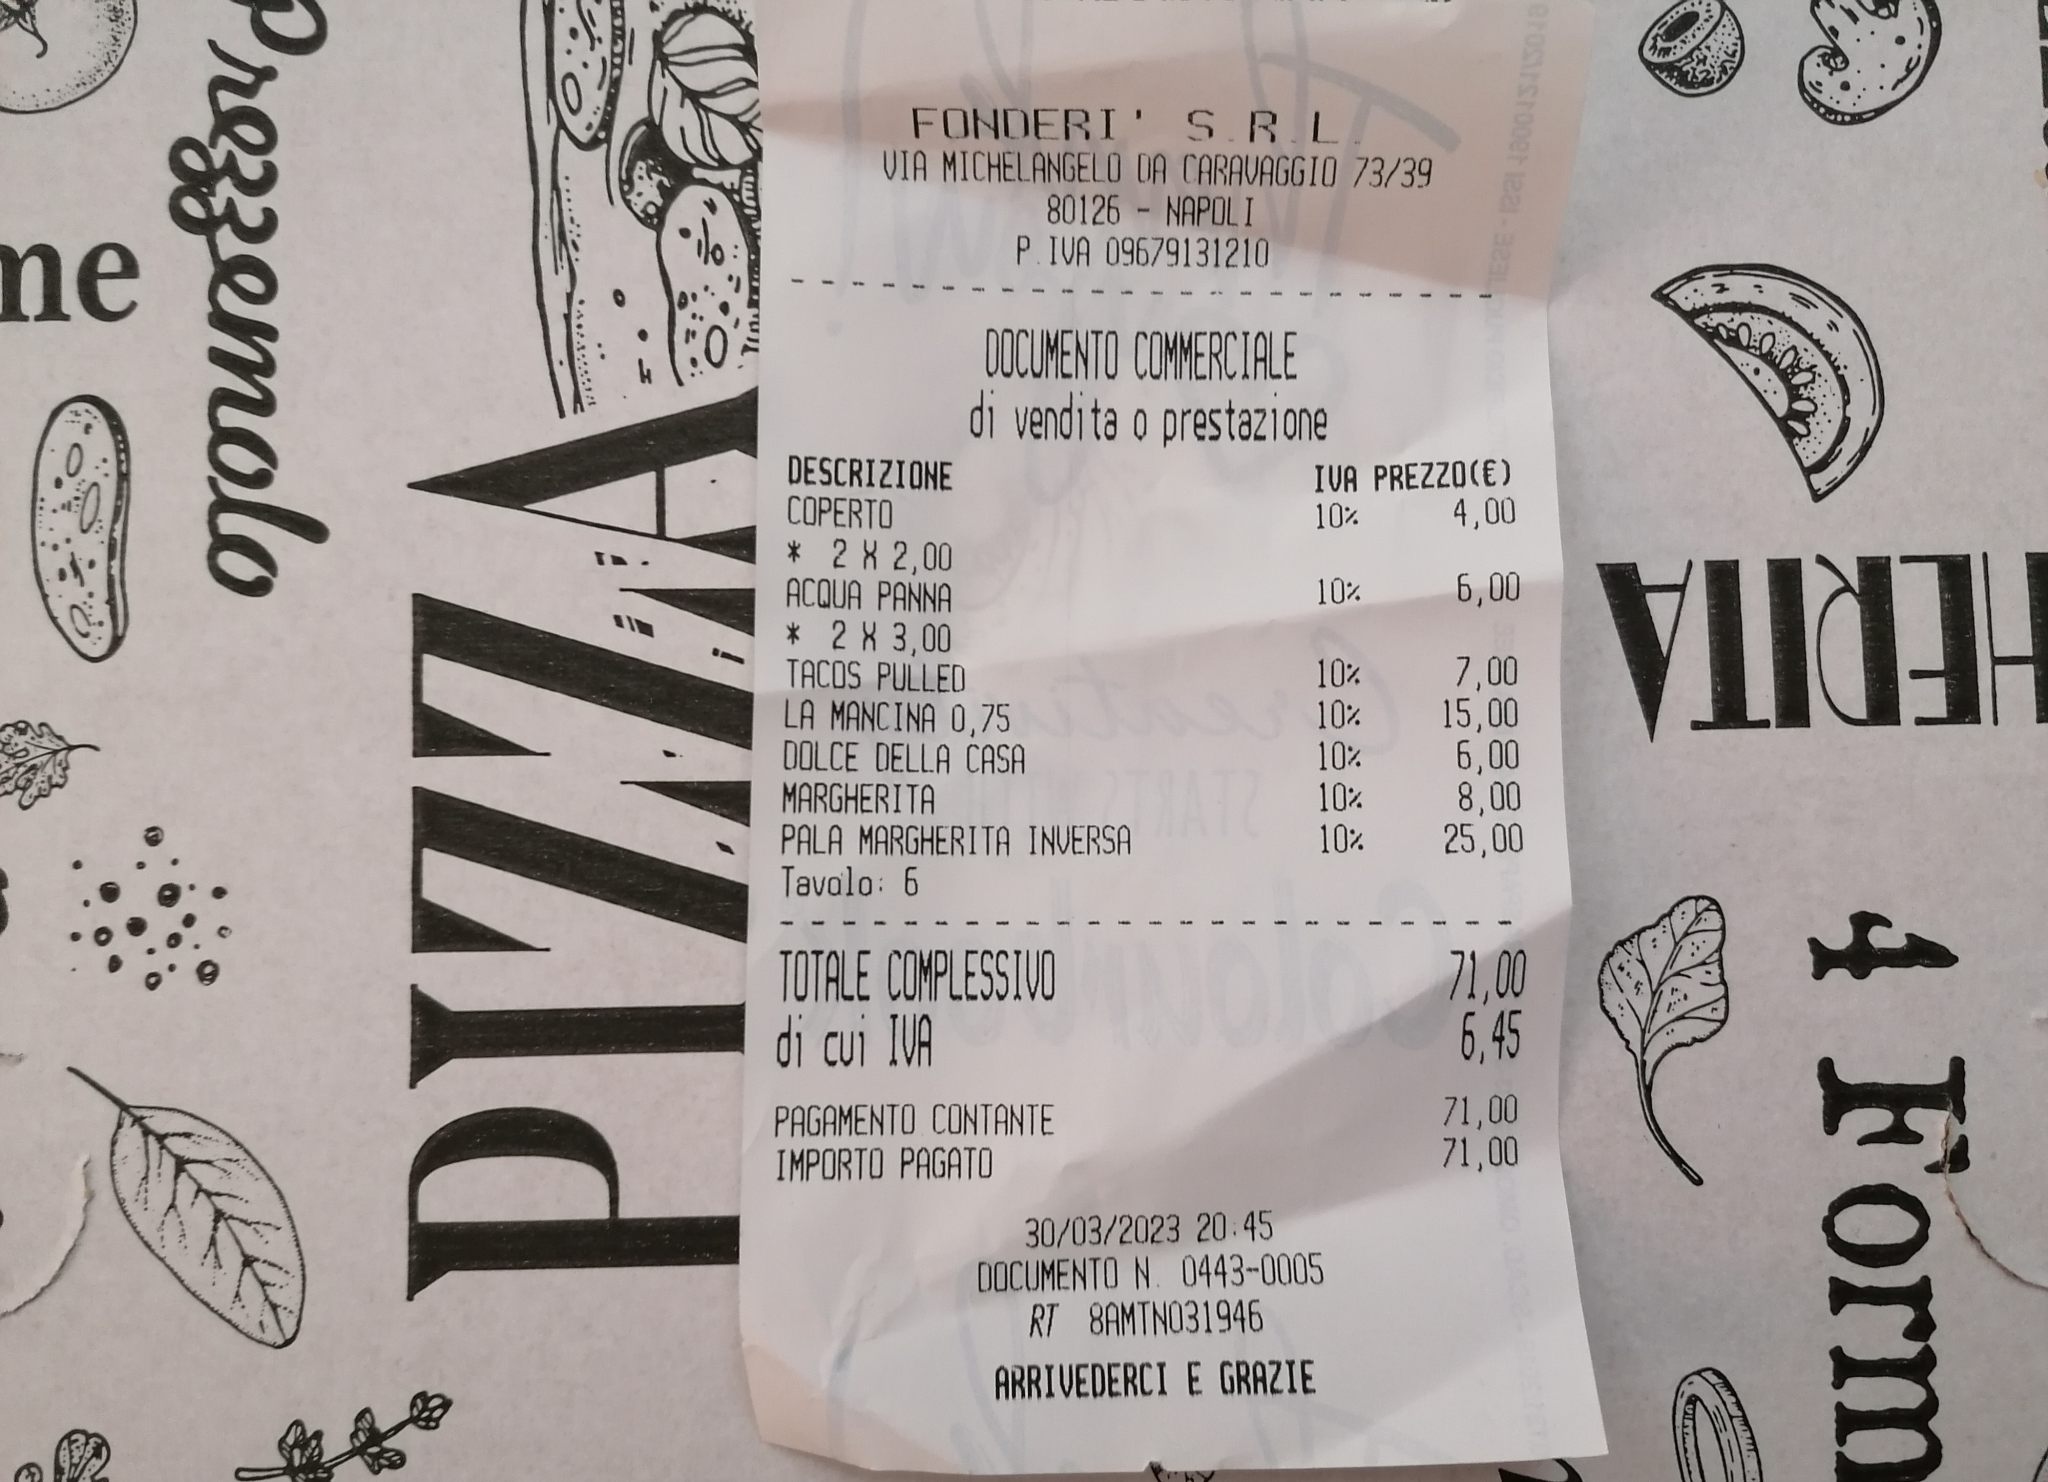 FONDERI' S.R.L.
VIA MICHELANGELO DA CARAVAGGIO 73/39
80126 - NAPOLI
P.IVA 09679131210
DOCUMENTO COMMERCIALE
di vendita o prestazione
DESCRIZIONE IVA PREZZO(€)
COPERTO 10% 4,00
* 2 X 2,00
ACQUA PANNA 10% 6,00
* 2 X 3,00
TACOS PULLED 10% 7,00
LA MANCINA 0,75 10% 15,00
DOLCE DELLA CASA 10% 6,00
MARGHERITA 10% 8,00
PALA MARGHERITA INVERSA 10% 25,00
Tavolo: 6
TOTALE COMPLESSIVO 71,00
di cui IVA 6,45
PAGAMENTO CONTANTE 71,00
IMPORTO PAGATO 71,00
30/03/2023 20:45
DOCUMENTO N. 0443-0005
RT 8AMTN031946
ARRIVEDERCI E GRAZIE
Prezzemolo
me
PIZZA
HERITA
4 Form